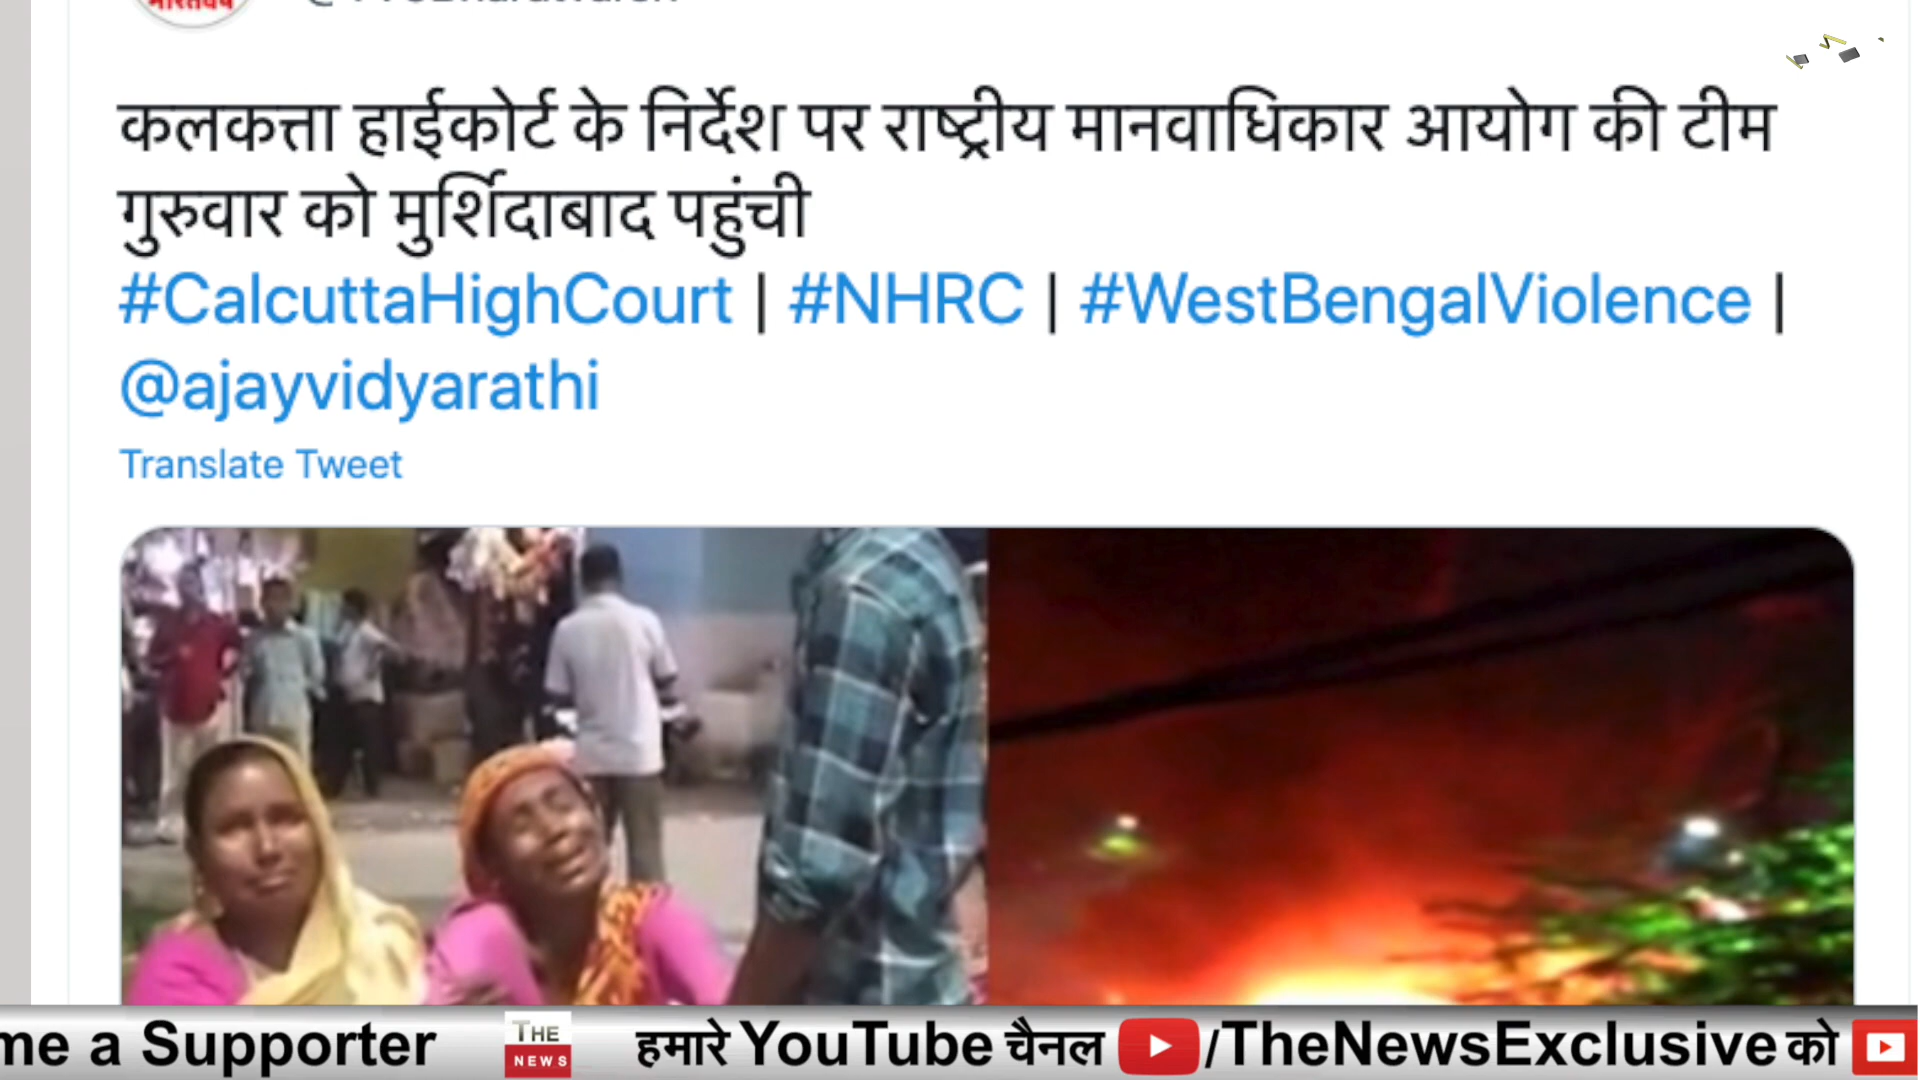 भारतवर्ष
कलकत्ता हाईकोर्ट के निर्देश पर राष्ट्रीय मानवाधिकार आयोग की टीम
गुरुवार को मुर्शिदाबाद पहुंची
#CalcuttaHighCourt | #NHRC | #WestBengalViolence |
@ajayvidyarathi
Translate Tweet
me a Supporter THE NEWS हमारे YouTube चैनल /TheNewsExclusive को